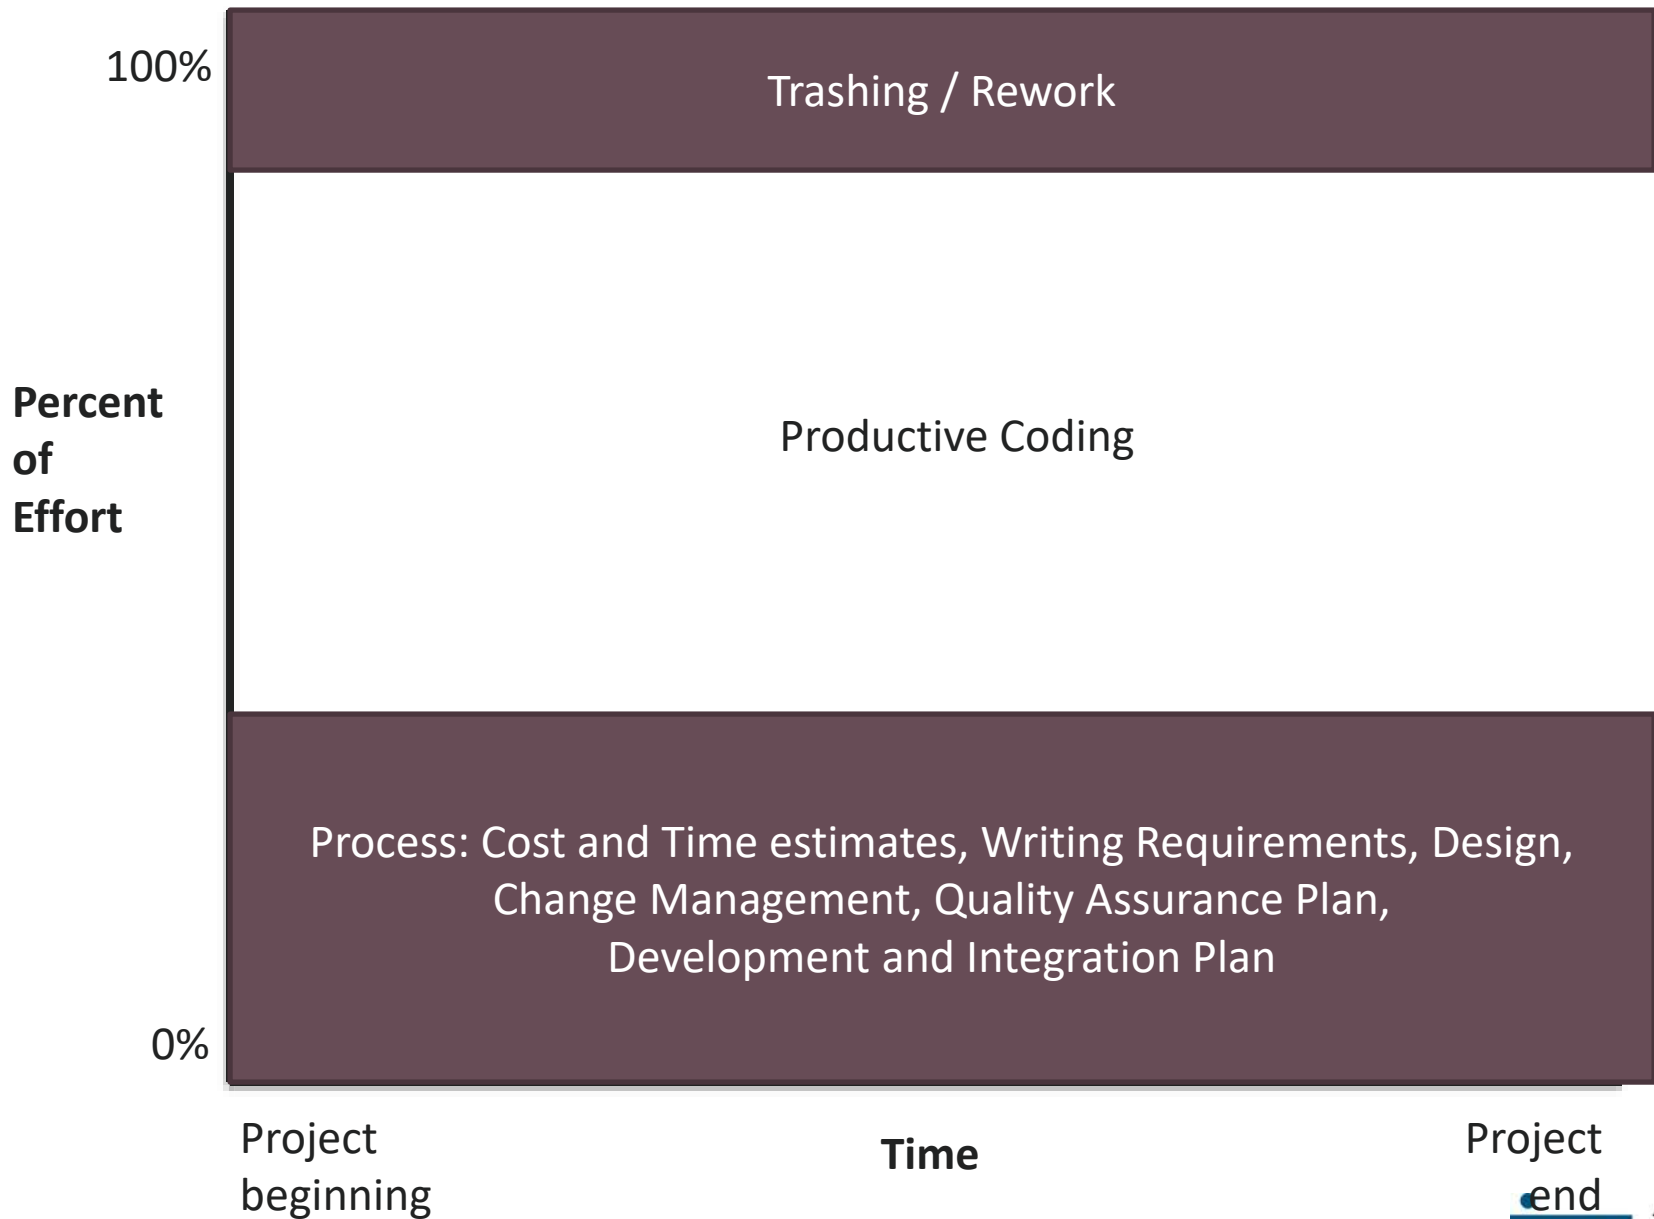 100%
Trashing / Rework
Percent
of
Effort
Productive Coding
Process: Cost and Time estimates, Writing Requirements, Design,
Change Management, Quality Assurance Plan,
Development and Integration Plan
0%
Project
beginning
Time
Project
end